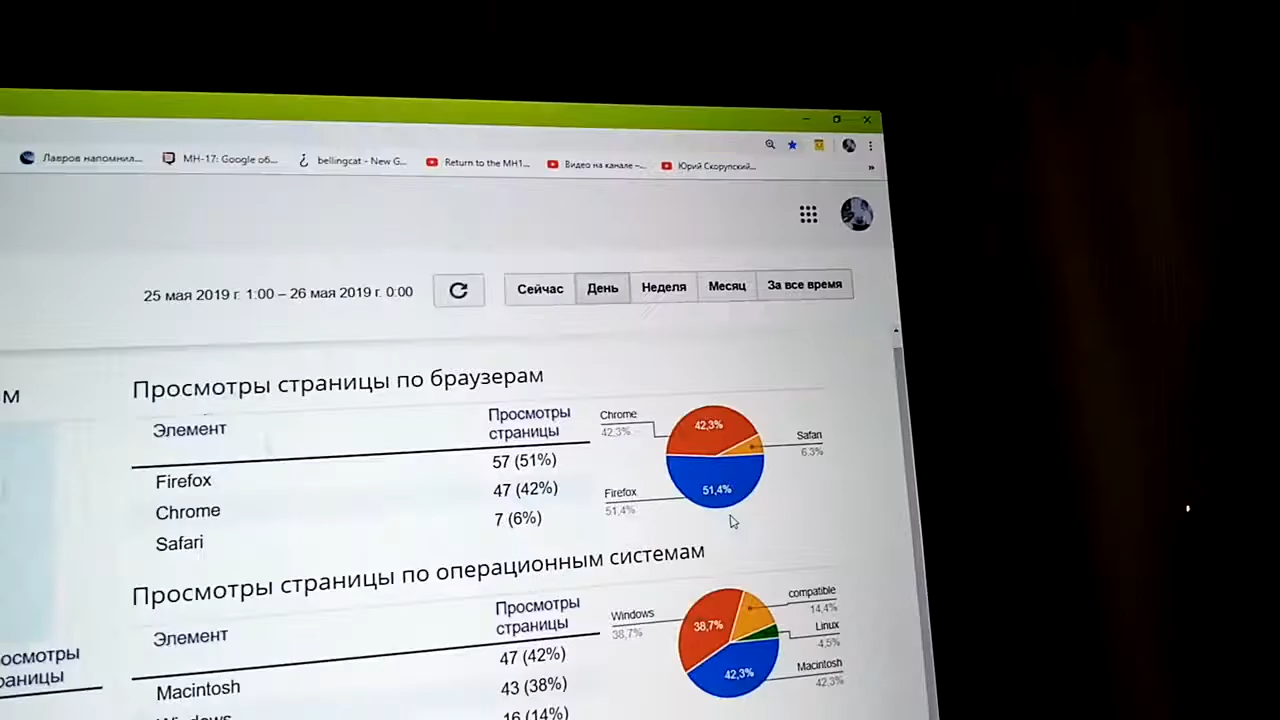 Лавров напомнил... МН-17: Google об... bellingcat - New G... Return to the MH1... Видео на канале –... Юрий Скорупский...
25 мая 2019 г. 1:00 – 26 мая 2019 г. 0:00 Сейчас День Неделя Месяц За все время
м
Просмотры страницы по браузерам
Элемент
Просмотры
страницы
Firefox 57 (51%)
Chrome 47 (42%)
Safari 7 (6%)
Chrome
42,3%
42,3%
Safari
6.3%
Firefox
51,4%
51,4%
Просмотры страницы по операционным системам
Элемент
Просмотры
страницы
Macintosh 47 (42%)
Windows 43 (38%)
16 (14%)
Windows
38,7%
38,7%
compatible
14,4%
Linux
4,5%
Macintosh
42,3%
42,3%
осмотры
раницы